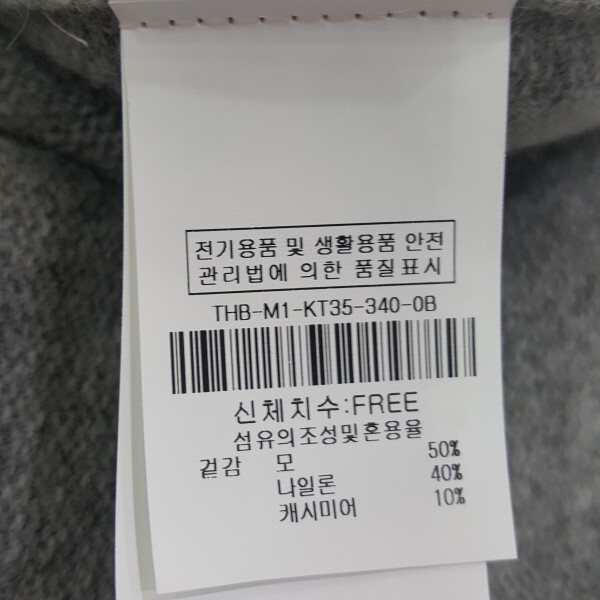 전기용품 및 생활용품 안전
관리법에 의한 품질표시
THB-M1-KT35-340-0B
신체치수:FREE
섬유의조성및혼용율
겉감 모 50%
나일론 40%
캐시미어 10%